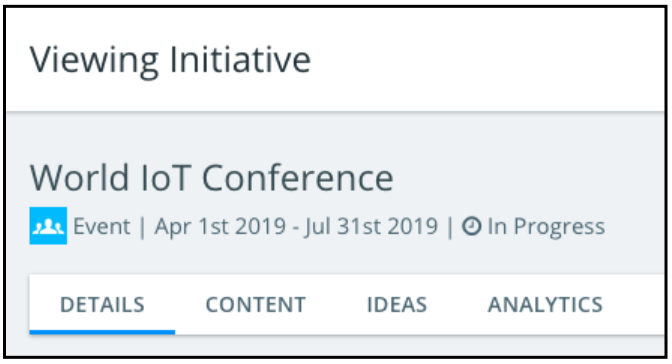 Viewing Initiative
World IoT Conference
Event | Apr 1st 2019 - Jul 31st 2019 | In Progress
DETAILS CONTENT IDEAS ANALYTICS